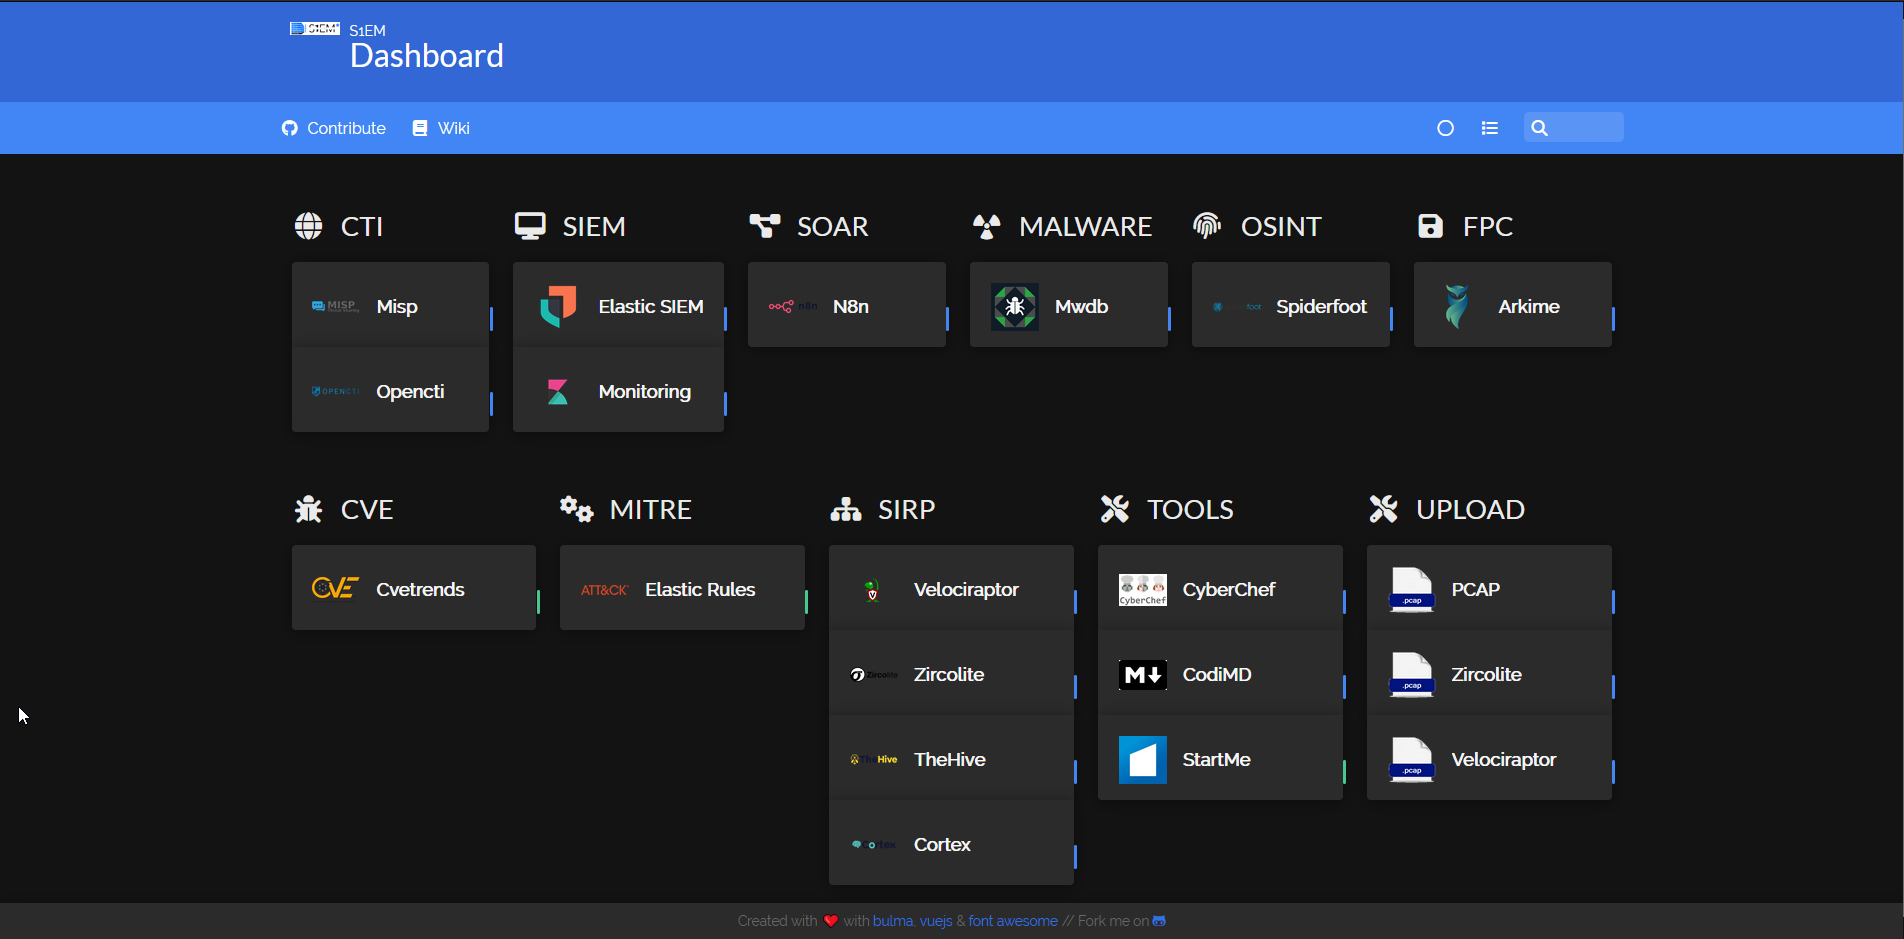 S1EM
S1EM
Dashboard
Contribute
Wiki
CTI
SIEM
SOAR
MALWARE
OSINT
FPC
MISP
Misp
Elastic SIEM
n8n
N8n
Mwdb
foot
Spiderfoot
Arkime
OPENCTI
Opencti
Monitoring
CVE
MITRE
SIRP
TOOLS
UPLOAD
CVE
Cvetrends
ATT&CK
Elastic Rules
Velociraptor
CyberChef
CyberChef
.pcap
PCAP
Zircolite
Zircolite
M
CodiMD
.pcap
Zircolite
TheHive
TheHive
StartMe
.pcap
Velociraptor
cortex
Cortex
Created with ❤ with bulma, vuejs & font awesome // Fork me on